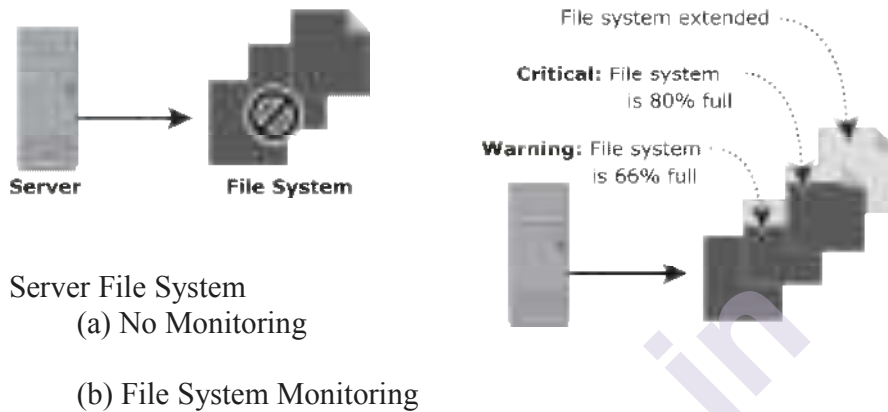 Server
File System
File system extended
Critical: File system
is 80% full
Warning: File system
is 66% full
Server File System
(a) No Monitoring
(b) File System Monitoring
in